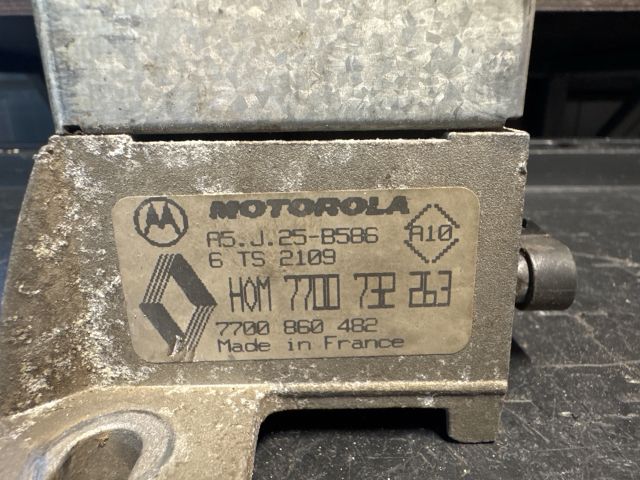 MOTOROLA
A5.J.25-B586
A10
6 TS 2109
HOM 7700 732 263
7700 860 482
Made in France